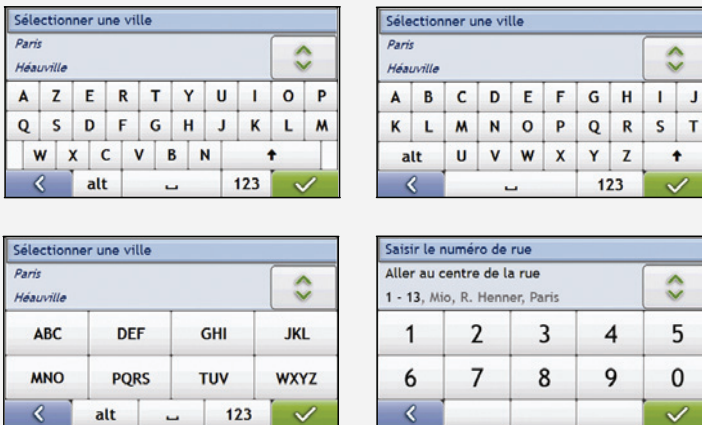 Sélectionner une ville
Paris
Héauville
A Z E R T Y U I O P
Q S D F G H J K L M
W X C V B N
alt 123
Sélectionner une ville
Paris
Héauville
A B C D E F G H I J
K L M N O P Q R S T
alt U V W X Y Z
123
Sélectionner une ville
Paris
Héauville
ABC DEF GHI JKL
MNO PQRS TUV WXYZ
alt 123
Saisir le numéro de rue
Aller au centre de la rue
1 - 13, Mio, R. Henner, Paris
1 2 3 4 5
6 7 8 9 0